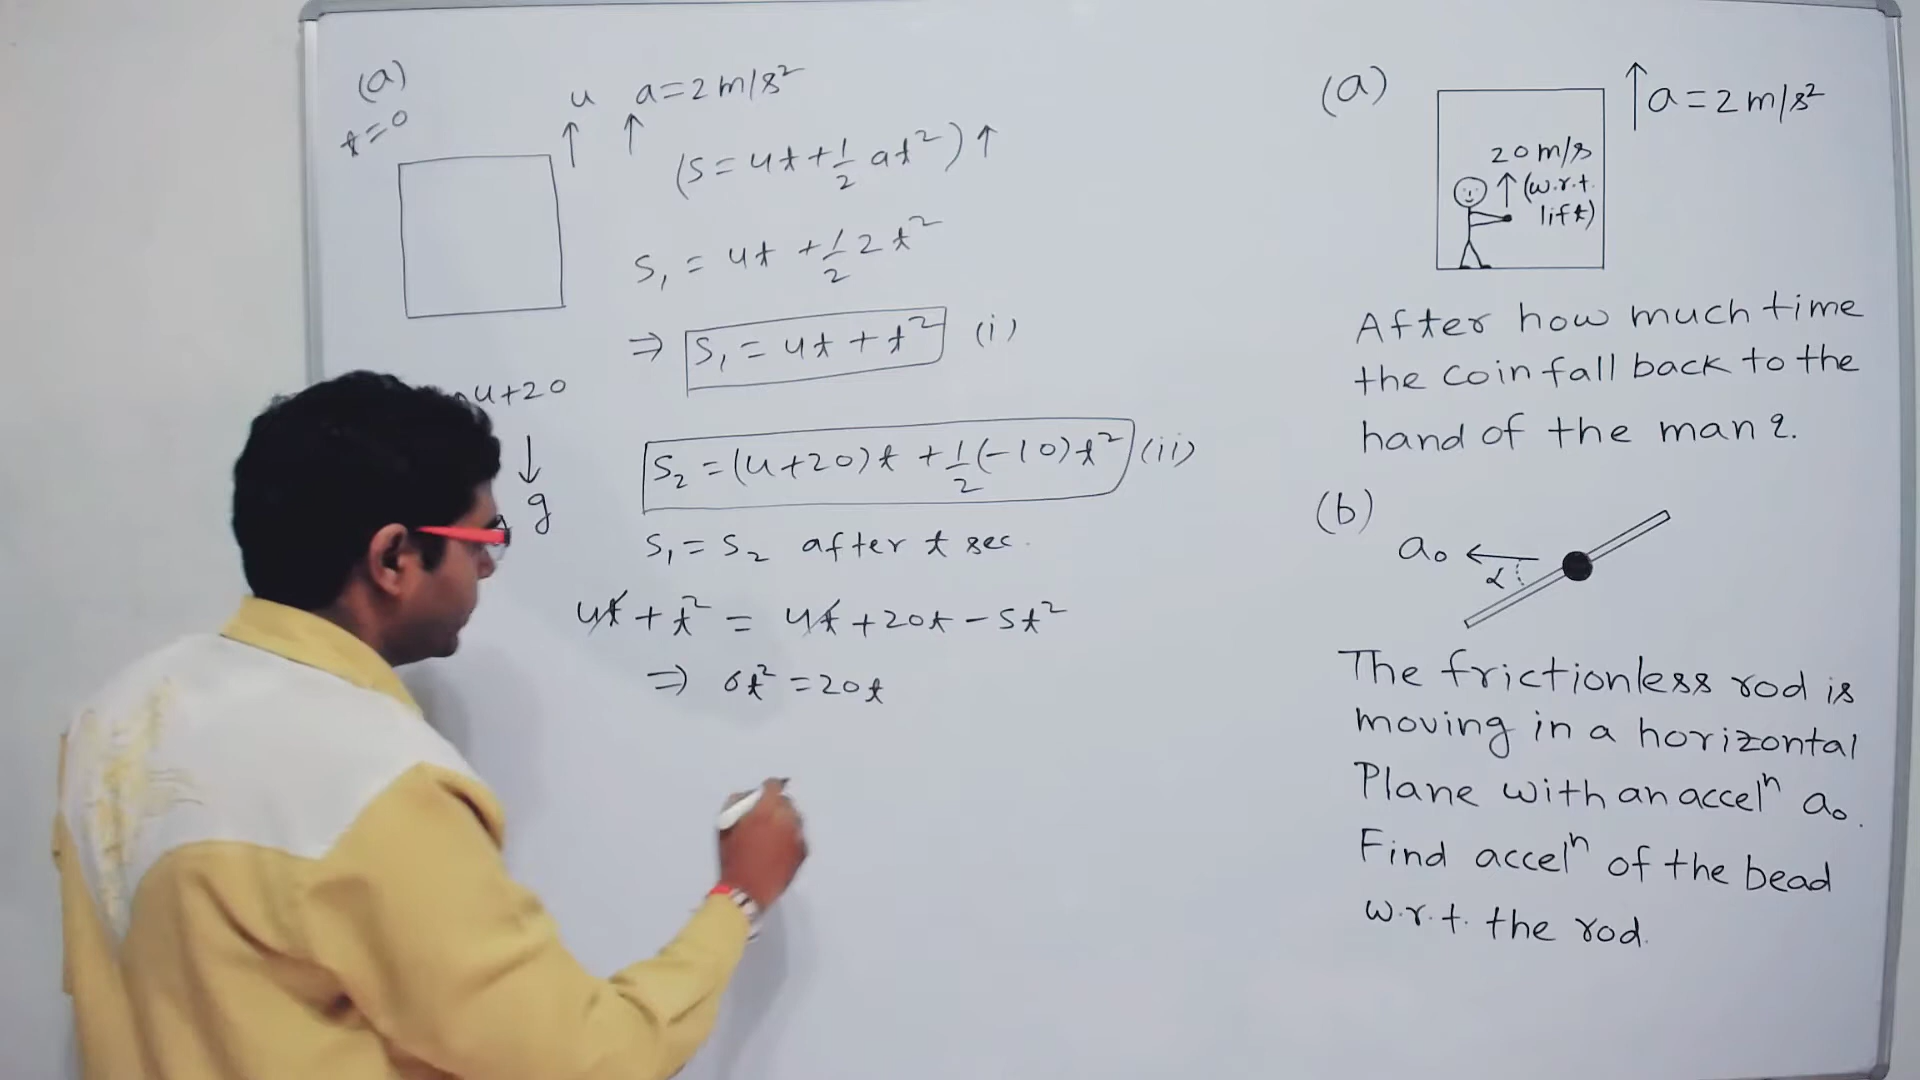 (a)
t=0
u a=2 m/s²
(s = ut + 1/2 at²) ↑
s₁ = ut + 1/2 2t²
⇒ s₁ = ut + t² (i)
u+20
g
s₂ = (u+20)t + 1/2 (-10)t² (ii)
s₁ = s₂ after t sec.
ut + t² = ut + 20t - 5t²
⇒ 6t² = 20t
(a)
↑ a = 2 m/s²
20 m/s
↑ (w.r.t.
lift)
After how much time
the coin fall back to the
hand of the man ?.
(b)
a₀ ←
α
The frictionless rod is
moving in a horizontal
Plane with an accelⁿ a₀.
Find accelⁿ of the bead
w.r.t. the rod.